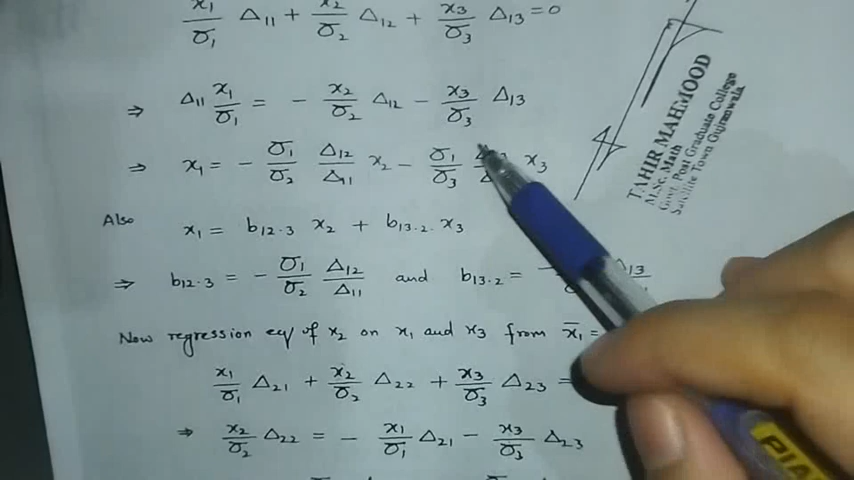 x₁/σ₁ Δ₁₁ + x₂/σ₂ Δ₁₂ + x₃/σ₃ Δ₁₃ = 0
⇒ Δ₁₁ x₁/σ₁ = - x₂/σ₂ Δ₁₂ - x₃/σ₃ Δ₁₃
⇒ x₁ = - σ₁/σ₂ Δ₁₂/Δ₁₁ x₂ - σ₁/σ₃ x₃
Also x₁ = b₁₂.₃ x₂ + b₁₃.₂ x₃
⇒ b₁₂.₃ = - σ₁/σ₂ Δ₁₂/Δ₁₁ and b₁₃.₂ = - Δ₁₃
Now regression eq/ of x₂ on x₁ and x₃ from x̄₁ =
x₁/σ₁ Δ₂₁ + x₂/σ₂ Δ₂₂ + x₃/σ₃ Δ₂₃ =
⇒ x₂/σ₂ Δ₂₂ = - x₁/σ₁ Δ₂₁ - x₃/σ₃ Δ₂₃
TAHIR MAHMOOD
M.Sc. Math
Govt. Post Graduate College
Satellite Town Gujranwala
PIA